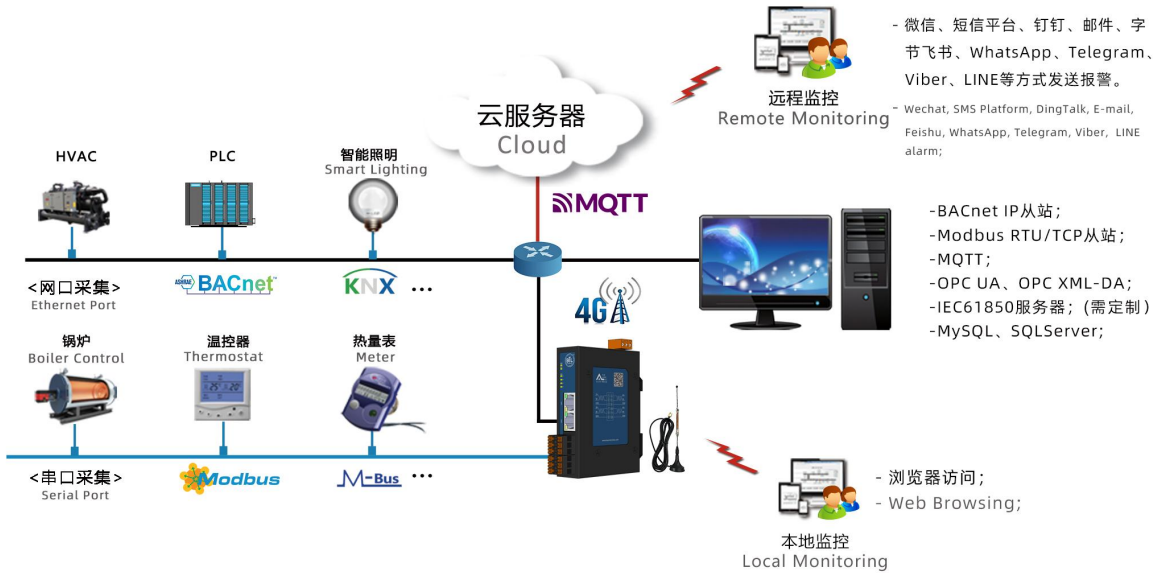 - 微信、短信平台、钉钉、邮件、字
节飞书、WhatsApp、Telegram、
Viber、LINE等方式发送报警。
远程监控
Remote Monitoring
- Wechat, SMS Platform, DingTalk, E-mail,
Feishu, WhatsApp, Telegram, Viber, LINE
alarm;
云服务器
Cloud
HVAC
PLC
智能照明
Smart Lighting
MQTT
-BACnet IP从站；
-Modbus RTU/TCP从站；
-MQTT；
-OPC UA、OPC XML-DA；
-IEC61850服务器；(需定制）
-MySQL、SQLServer；
<网口采集>
Ethernet Port
ASHRAE BACnet™
KNX
...
4G
锅炉
Boiler Control
温控器
Thermostat
热量表
Meter
25° 20°
<串口采集>
Serial Port
Modbus
M-Bus
...
- 浏览器访问；
- Web Browsing;
本地监控
Local Monitoring